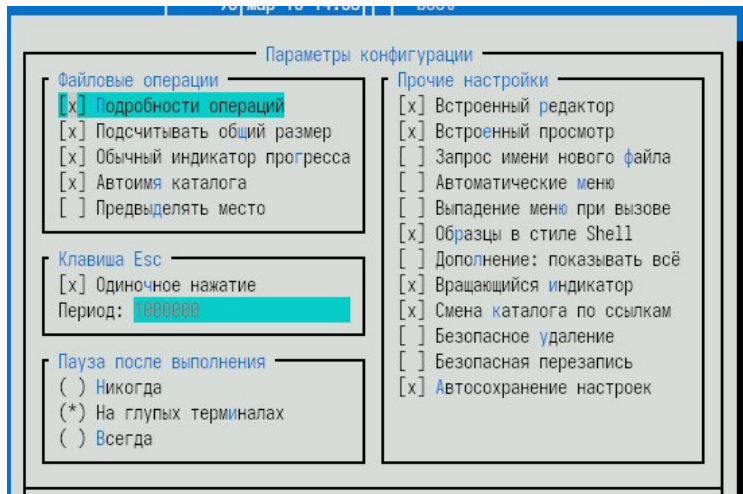 Параметры конфигурации
Файловые операции
[x] Подробности операций
[x] Подсчитывать общий размер
[x] Обычный индикатор прогресса
[x] Автоимя каталога
[ ] Предвыделять место
Клавиша Esc
[x] Одиночное нажатие
Период: 1000000
Пауза после выполнения
( ) Никогда
(*) На глупых терминалах
( ) Всегда
Прочие настройки
[x] Встроенный редактор
[x] Встроенный просмотр
[ ] Запрос имени нового файла
[ ] Автоматические меню
[ ] Выпадение меню при вызове
[x] Образцы в стиле Shell
[ ] Дополнение: показывать всё
[x] Вращающийся индикатор
[x] Смена каталога по ссылкам
[ ] Безопасное удаление
[ ] Безопасная перезапись
[x] Автосохранение настроек